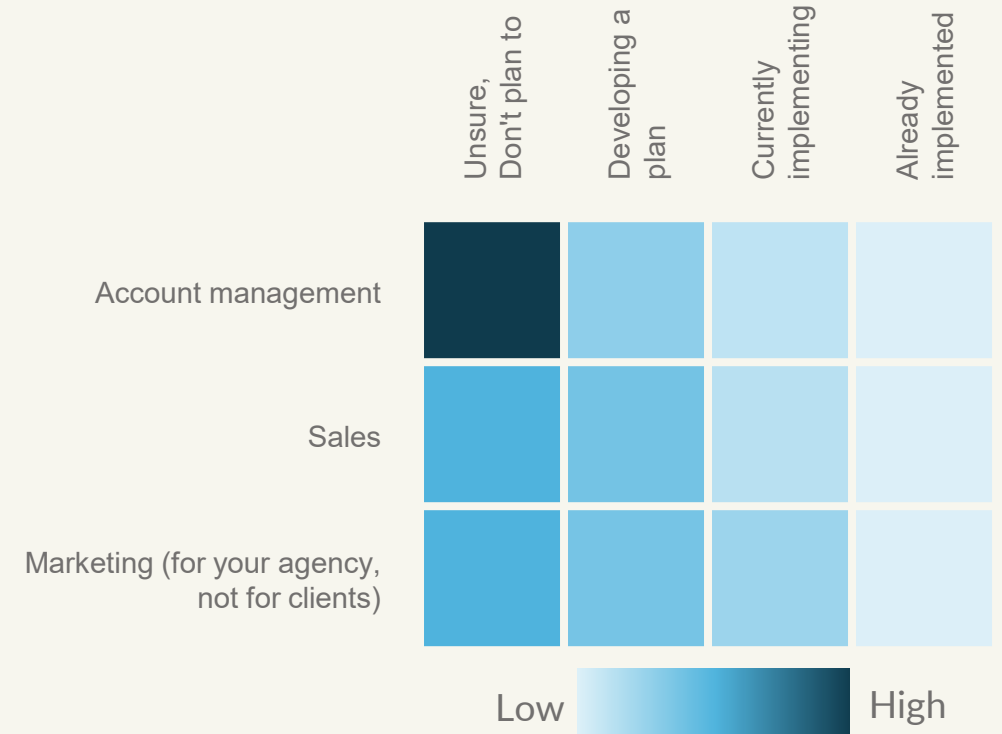 Unsure,
Don't plan to
Developing a
plan
Currently
implementing
Already
implemented
Account management
Sales
Marketing (for your agency,
not for clients)
Low
High